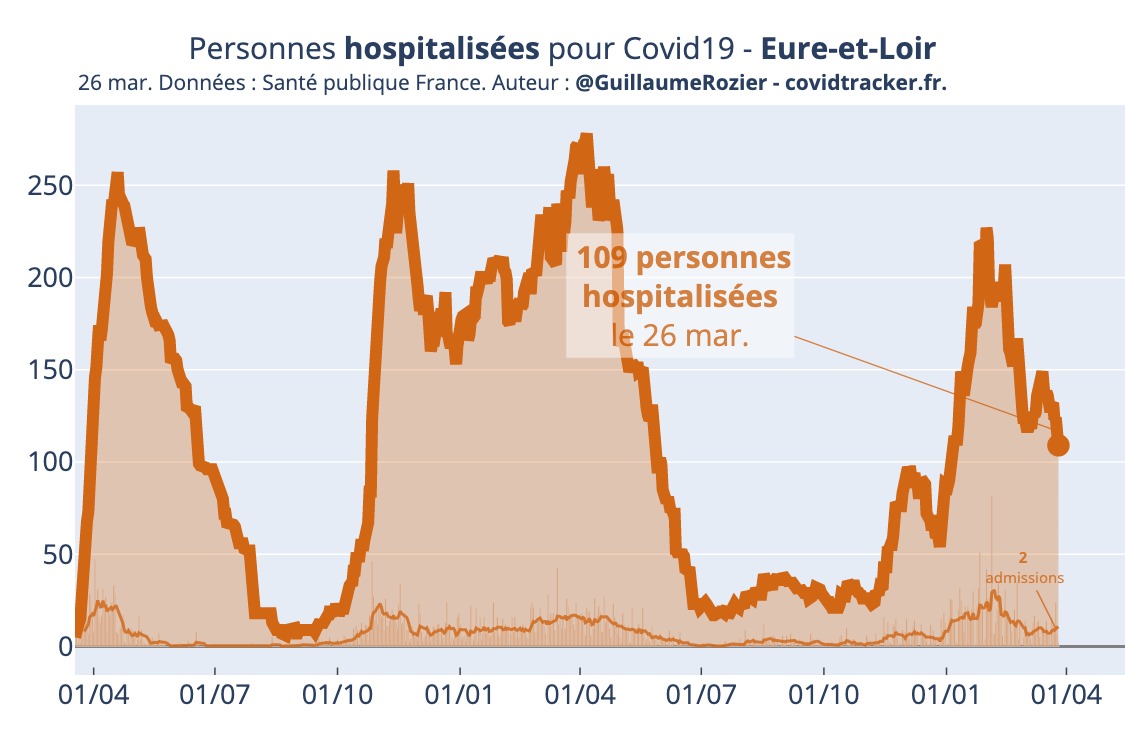 Personnes hospitalisées pour Covid19 - Eure-et-Loir
26 mar. Données : Santé publique France. Auteur : @GuillaumeRozier - covidtracker.fr.
250
200
150
100
50
0
109 personnes
hospitalisées
le 26 mar.
2
admissions
01/04
01/07
01/10
01/01
01/04
01/07
01/10
01/01
01/04